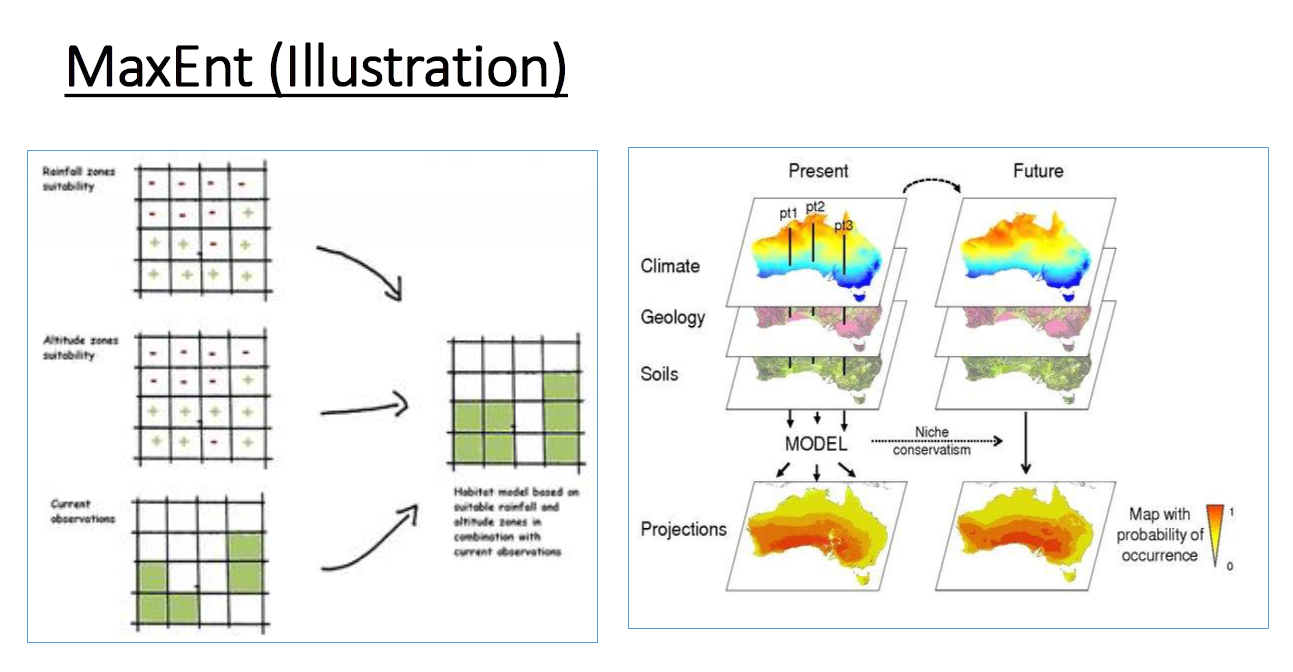 MaxEnt (Illustration)
Rainfall zones
suitability
- - - -
- - - +
+ + - +
+ + + +
Altitude zones
suitability
- - - -
- - - +
+ + + +
+ + - +
Current
observations
Habitat model based on
suitable rainfall and
altitude zones in
combination with
current observations
Present
Future
pt1 pt2
pt3
Climate
Geology
Soils
MODEL
Niche
conservatism
Projections
Map with
probability of
occurrence
1
0